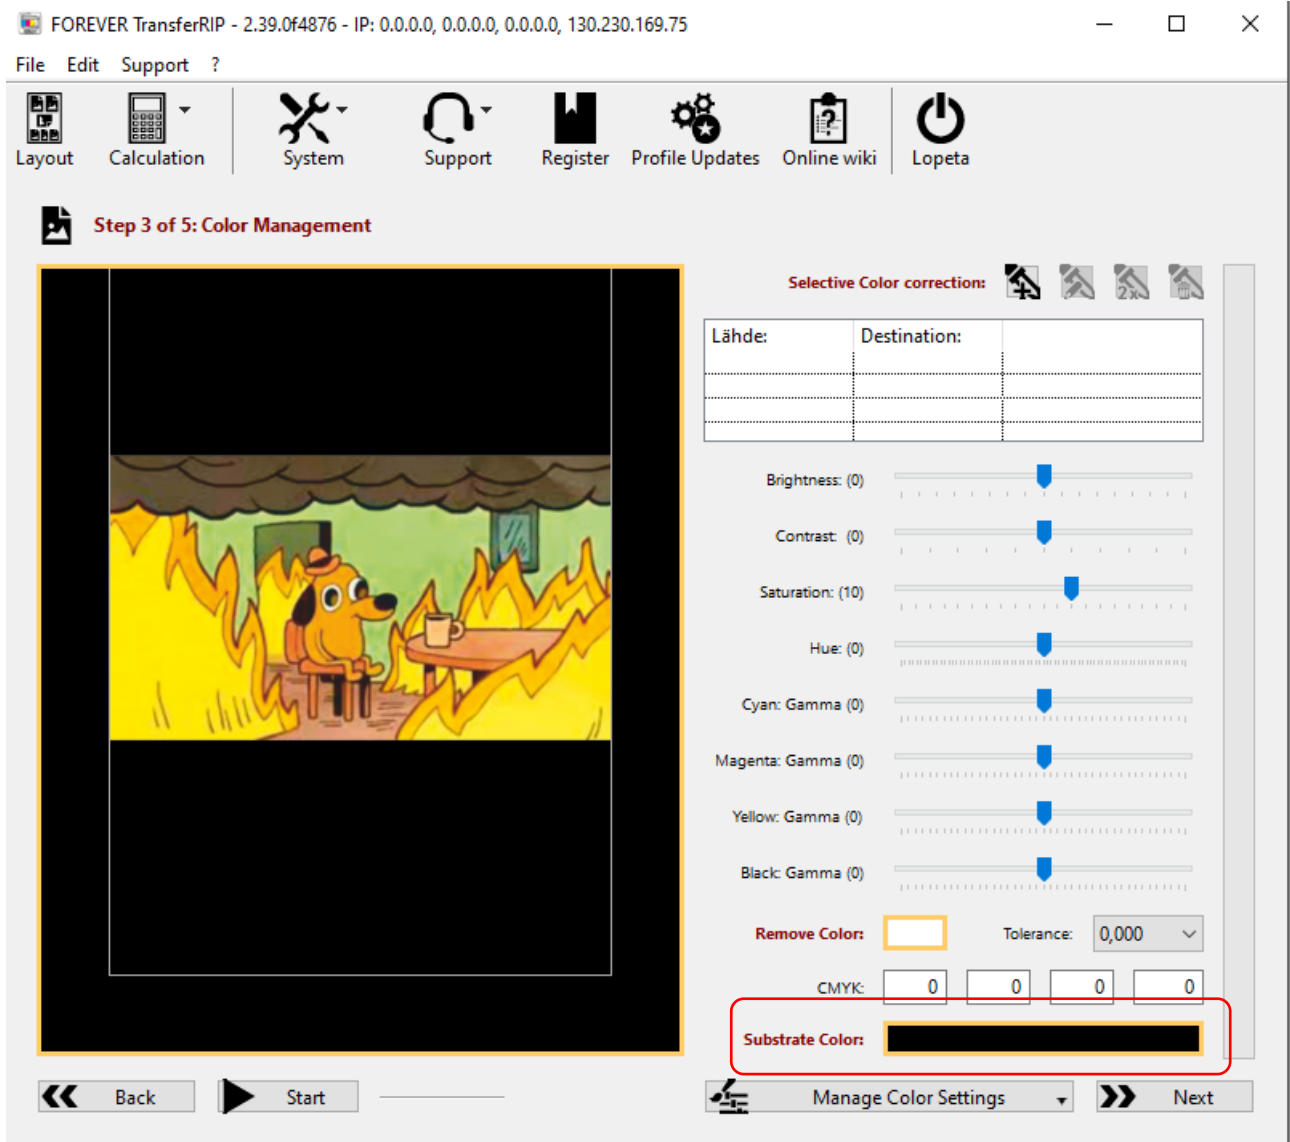 FOREVER TransferRIP - 2.39.0f4876 - IP: 0.0.0.0, 0.0.0.0, 0.0.0.0, 130.230.169.75
File Edit Support ?
Layout Calculation System Support Register Profile Updates Online wiki Lopeta
Step 3 of 5: Color Management
Selective Color correction:
2x
Lähde: Destination:
Brightness: (0)
Contrast: (0)
Saturation: (10)
Hue: (0)
Cyan: Gamma (0)
Magenta: Gamma (0)
Yellow: Gamma (0)
Black: Gamma (0)
Remove Color: Tolerance: 0,000
CMYK: 0 0 0 0
Substrate Color:
Back Start Manage Color Settings Next